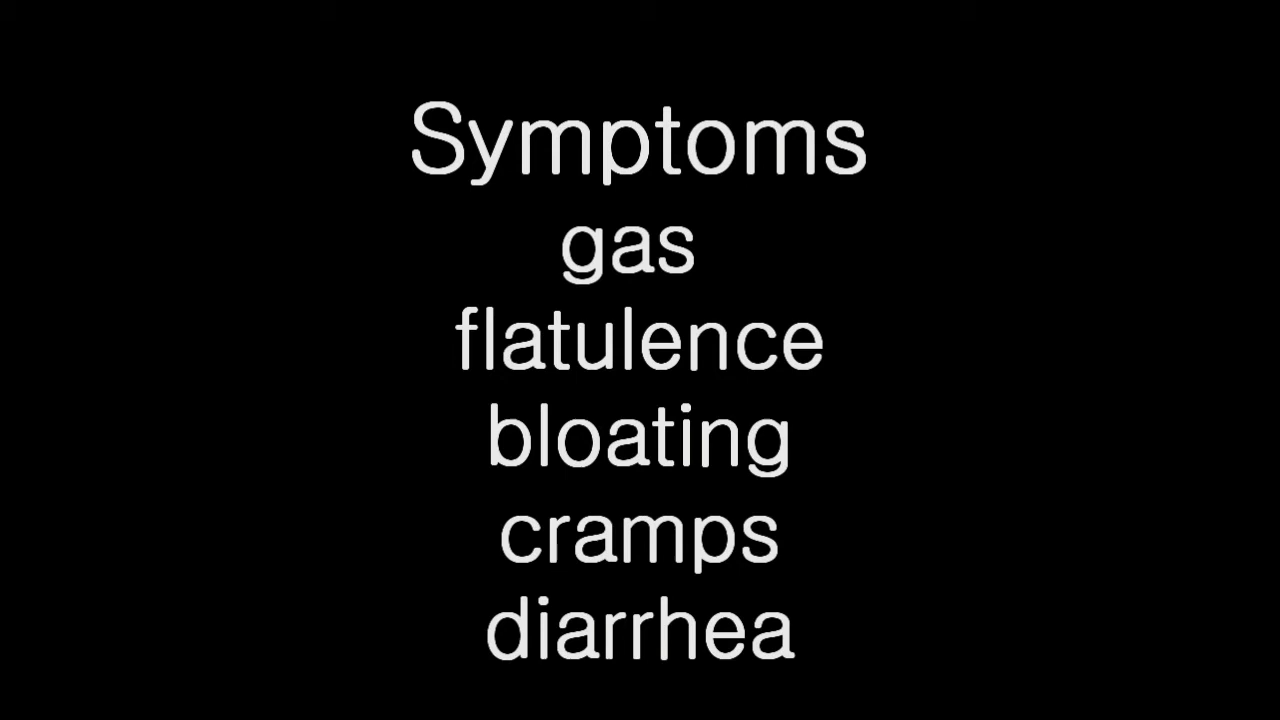 Symptoms
gas
flatulence
bloating
cramps
diarrhea